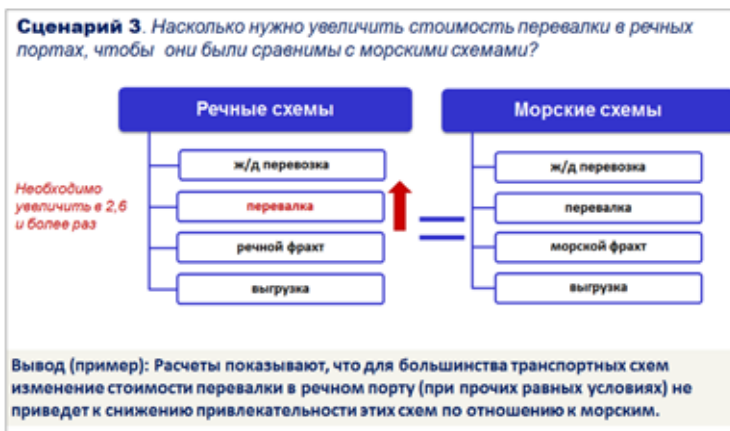 Сценарий 3. Насколько нужно увеличить стоимость перевалки в речных
портах, чтобы они были сравнимы с морскими схемами?
Речные схемы
Морские схемы
ж/д перевозка
ж/д перевозка
Необходимо
увеличить в 2,6
и более раз
перевалка
перевалка
речной фрахт
морской фрахт
выгрузка
выгрузка
Вывод (пример): Расчеты показывают, что для большинства транспортных схем
изменение стоимости перевалки в речном порту (при прочих равных условиях) не
приведет к снижению привлекательности этих схем по отношению к морским.